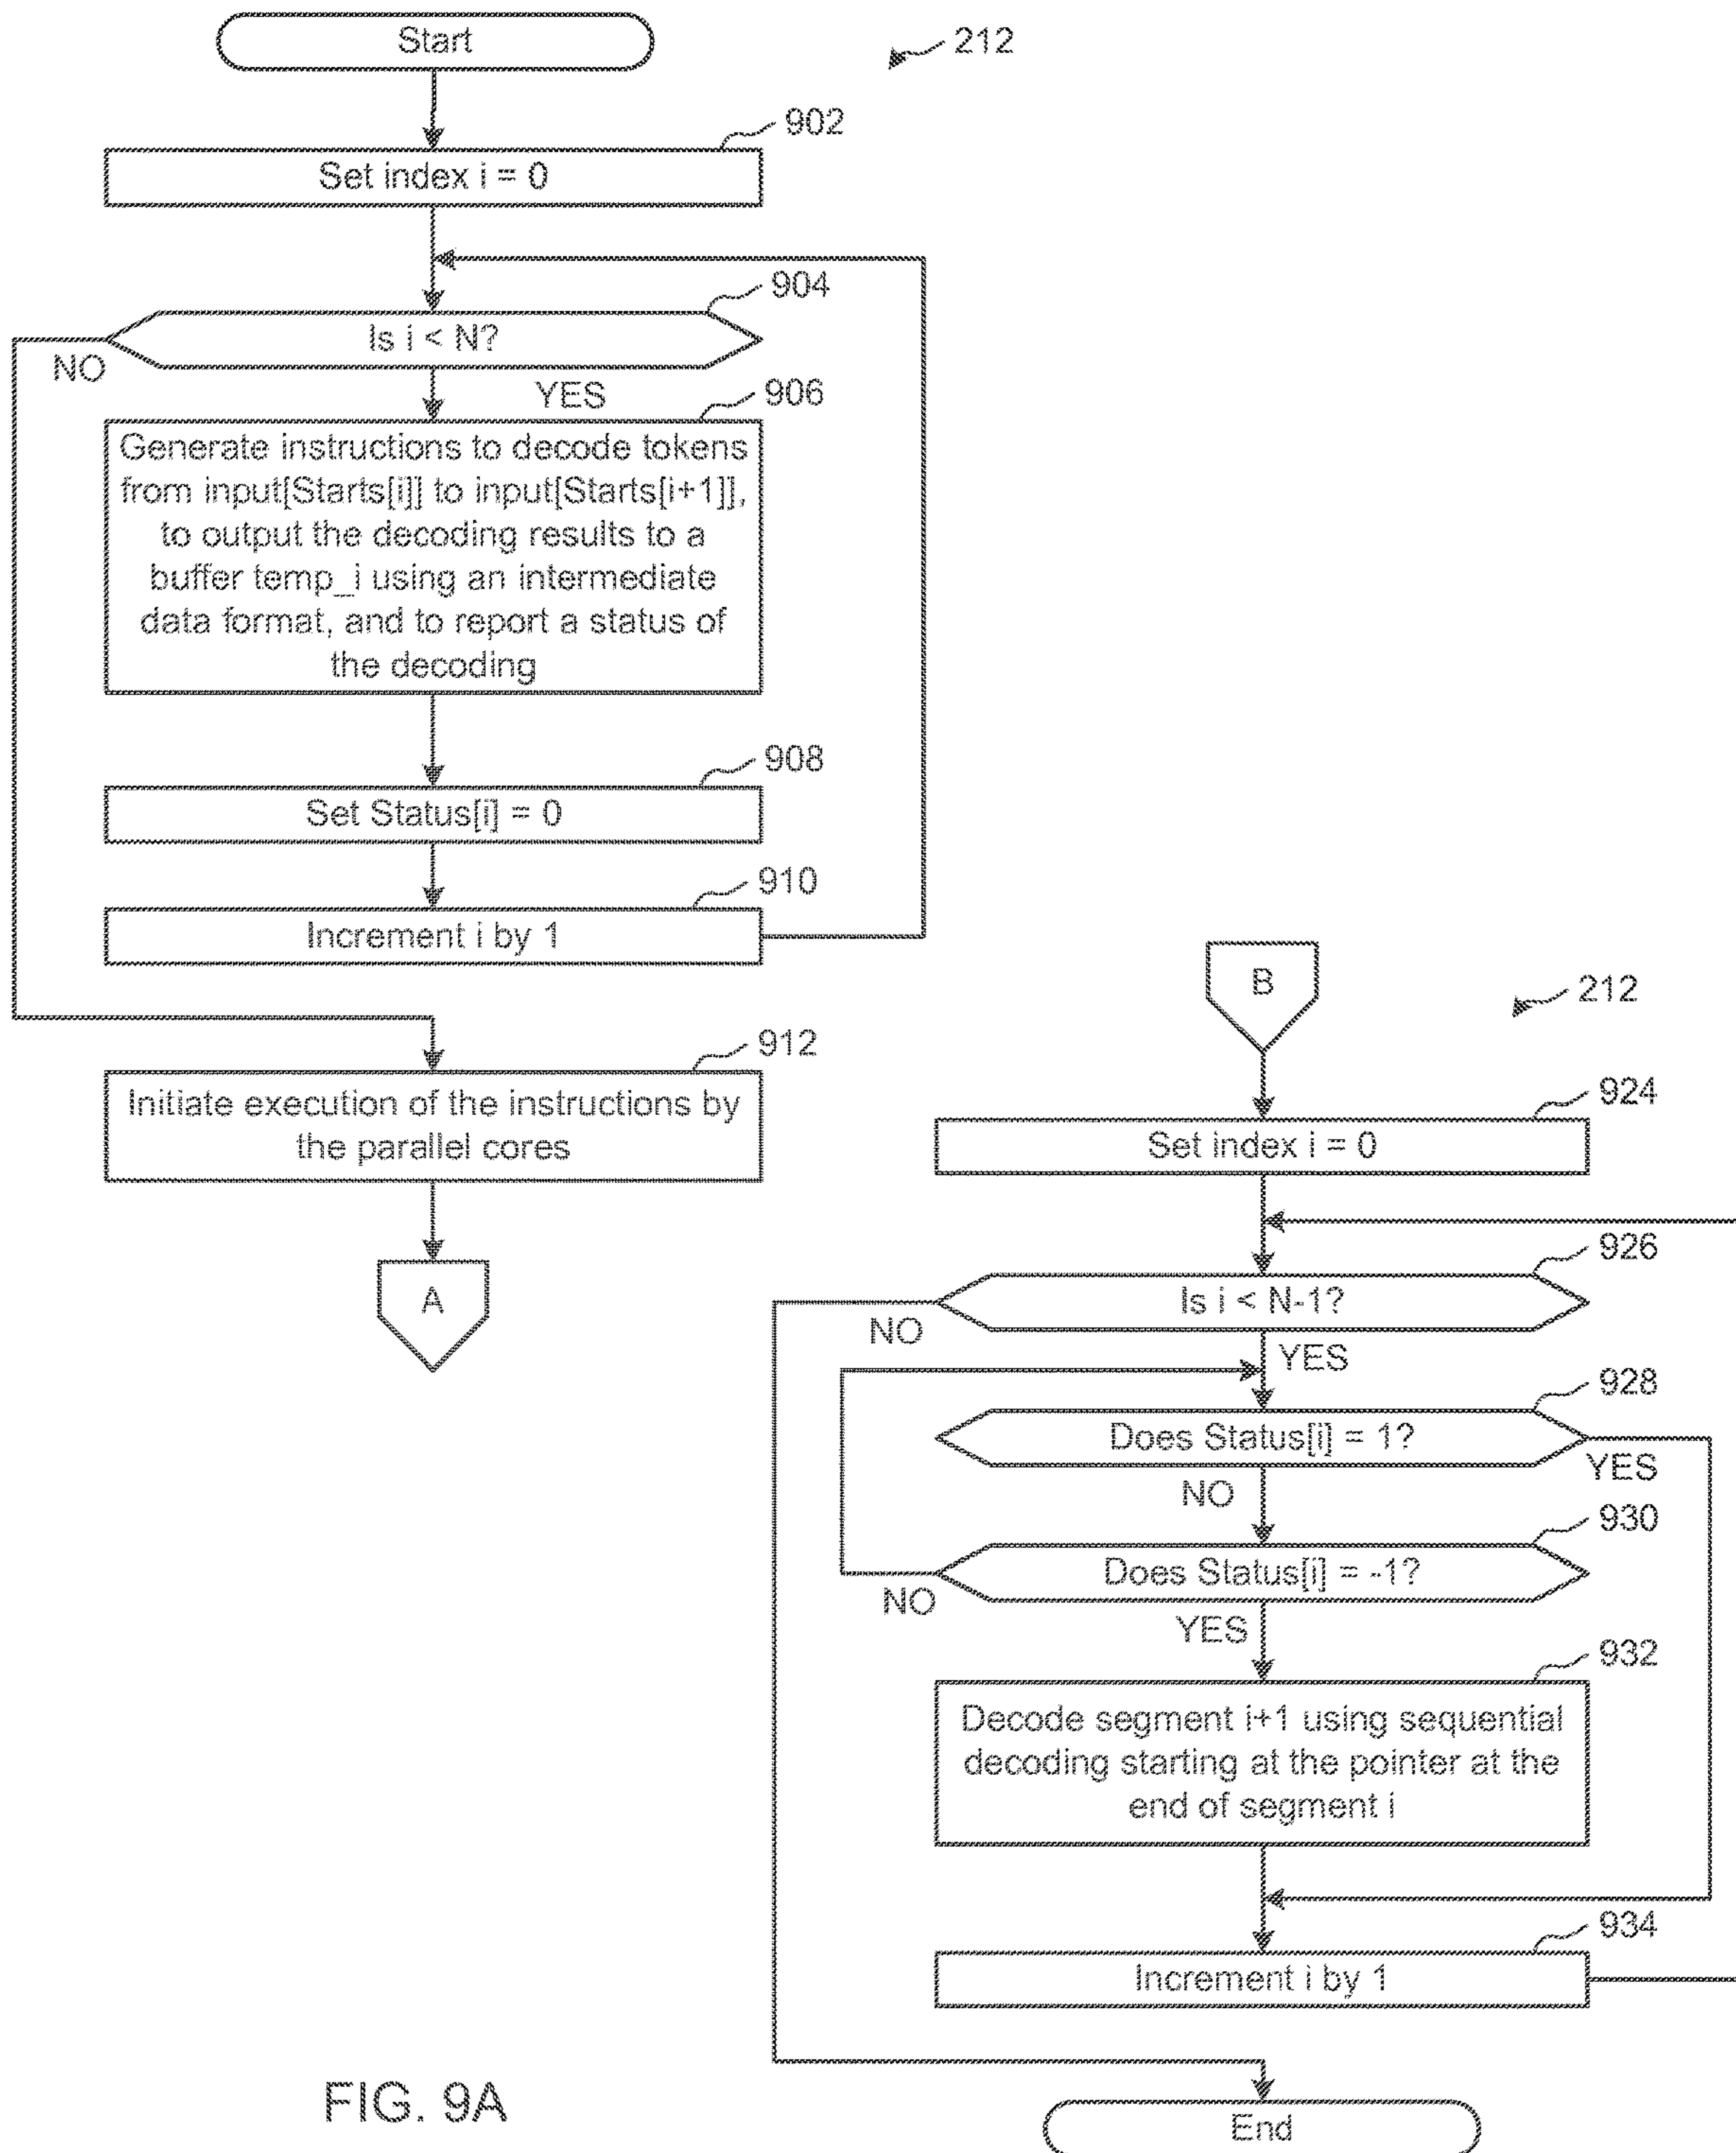 Start
212
902
Set index i = 0
904
Is i < N?
NO
YES
906
Generate instructions to decode tokens
from input[Starts[i]] to input[Starts[i+1]],
to output the decoding results to a
buffer temp_i using an intermediate
data format, and to report a status of
the decoding
908
Set Status[i] = 0
910
Increment i by 1
912
Initiate execution of the instructions by
the parallel cores
A
B
212
924
Set index i = 0
926
Is i < N-1?
NO
YES
928
Does Status[i] = 1?
YES
NO
930
Does Status[i] = -1?
NO
YES
932
Decode segment i+1 using sequential
decoding starting at the pointer at the
end of segment i
934
Increment i by 1
End
FIG. 9A